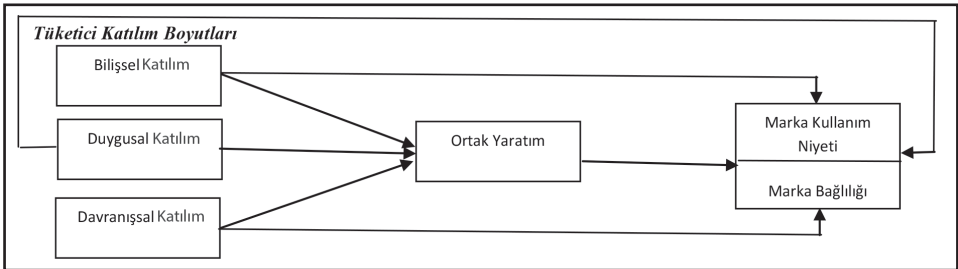 Tüketici Katılım Boyutları
Bilişsel Katılım
Duygusal Katılım
Davranışsal Katılım
Ortak Yaratım
Marka Kullanım
Niyeti
Marka Bağlılığı